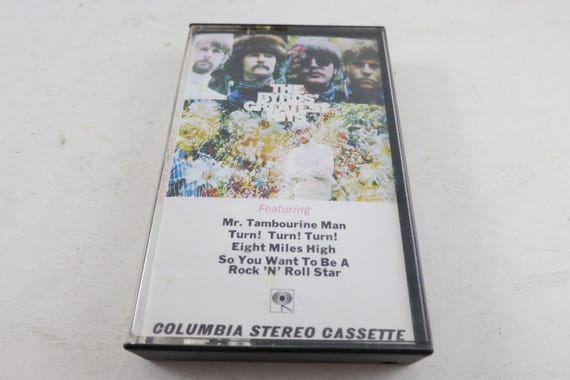 THE
BYRDS'
GREATEST
HITS
Featuring
Mr. Tambourine Man
Turn! Turn! Turn!
Eight Miles High
So You Want To Be A
Rock 'N' Roll Star
COLUMBIA STEREO CASSETTE